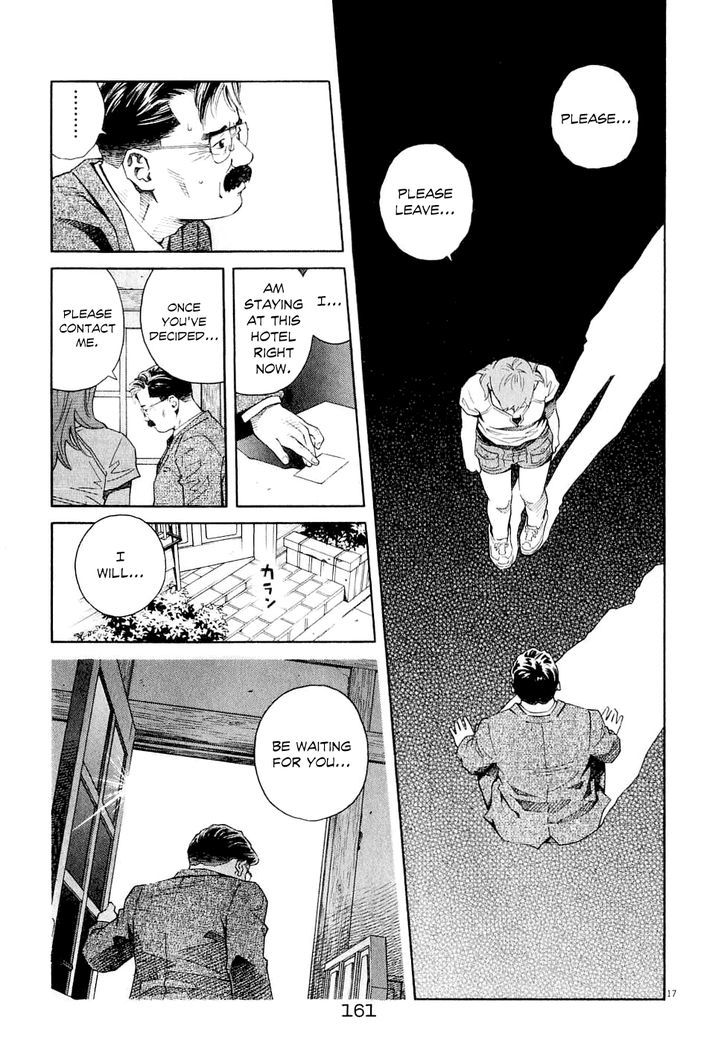 PLEASE...
PLEASE
LEAVE...
.........
I...
AM
STAYING
AT THIS
HOTEL
RIGHT
NOW.
ONCE
YOU'VE
DECIDED...
PLEASE
CONTACT
ME.
カラン
I
WILL...
BE WAITING
FOR YOU...
17
161